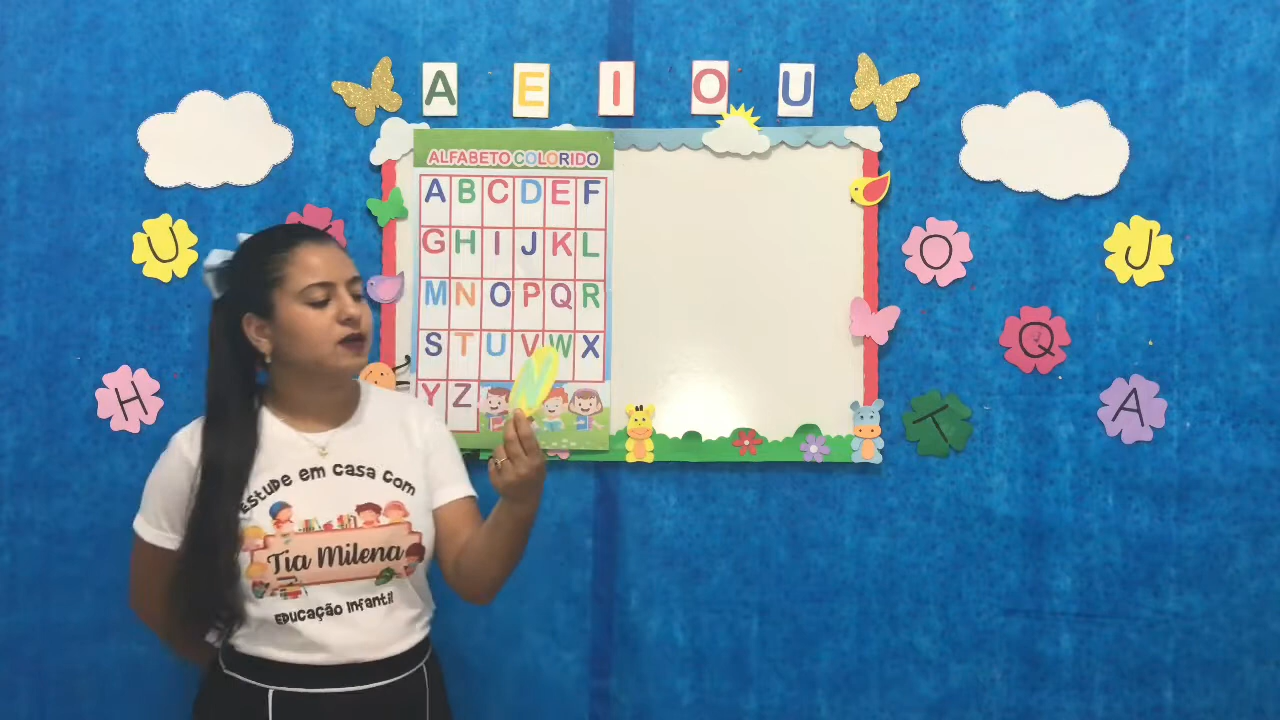 A E I O U
ALFABETO COLORIDO
A B C D E F
G H I J K L
M N O P Q R
S T U V W X
Y Z
U
H
O
J
Q
T
A
Estude em casa com
Tia Milena
Educação Infantil